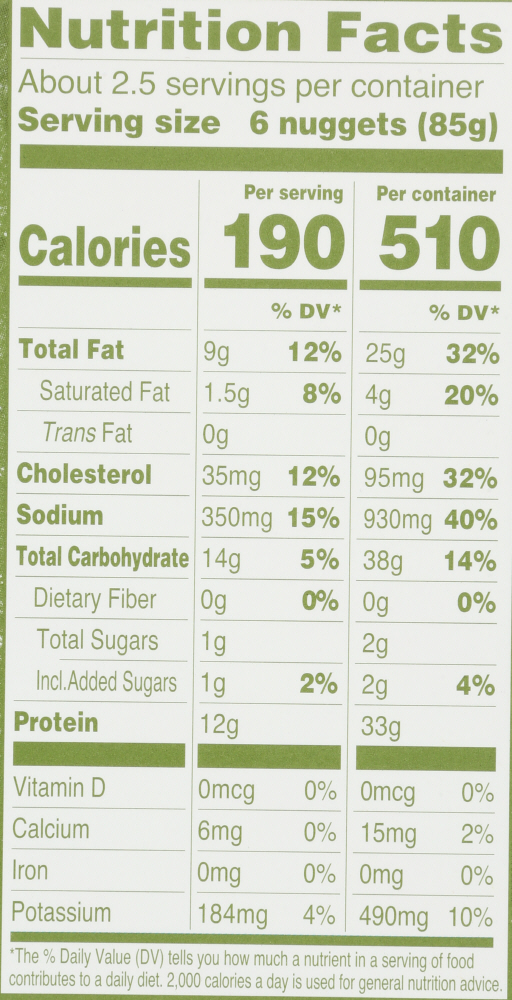 Nutrition Facts
About 2.5 servings per container
Serving size 6 nuggets (85g)
Per serving Per container
Calories 190 510
% DV* % DV*
Total Fat 9g 12% 25g 32%
Saturated Fat 1.5g 8% 4g 20%
Trans Fat 0g 0g
Cholesterol 35mg 12% 95mg 32%
Sodium 350mg 15% 930mg 40%
Total Carbohydrate 14g 5% 38g 14%
Dietary Fiber 0g 0% 0g 0%
Total Sugars 1g 2g
Incl.Added Sugars 1g 2% 2g 4%
Protein 12g 33g
Vitamin D 0mcg 0% 0mcg 0%
Calcium 6mg 0% 15mg 2%
Iron 0mg 0% 0mg 0%
Potassium 184mg 4% 490mg 10%
*The % Daily Value (DV) tells you how much a nutrient in a serving of food
contributes to a daily diet. 2,000 calories a day is used for general nutrition advice.